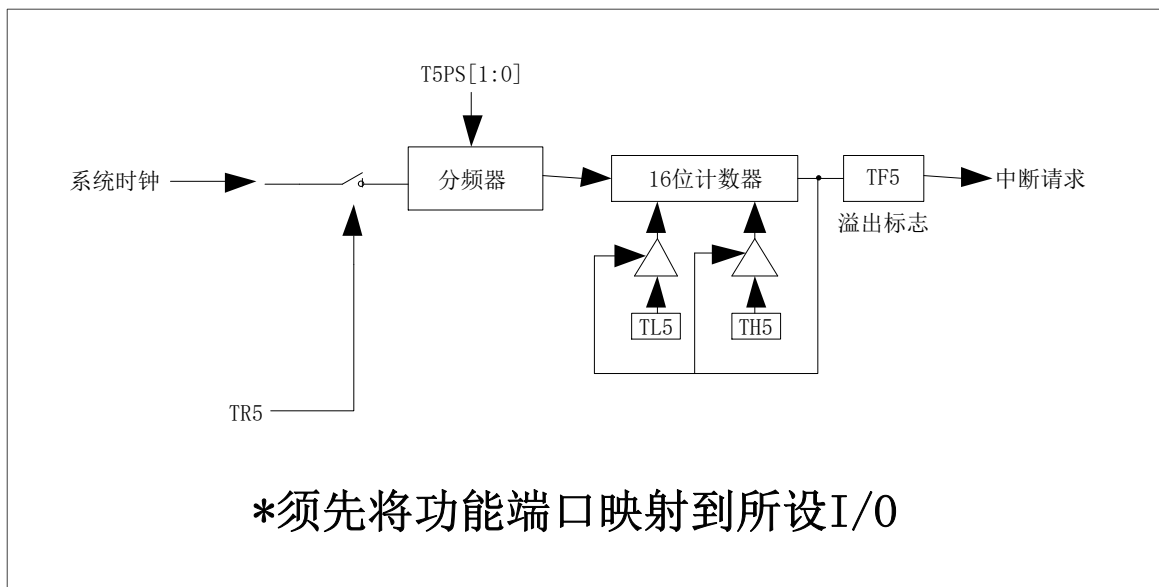 T5PS[1:0]
系统时钟
分频器
16位计数器
TF5
中断请求
溢出标志
TL5
TH5
TR5
*须先将功能端口映射到所设I/O